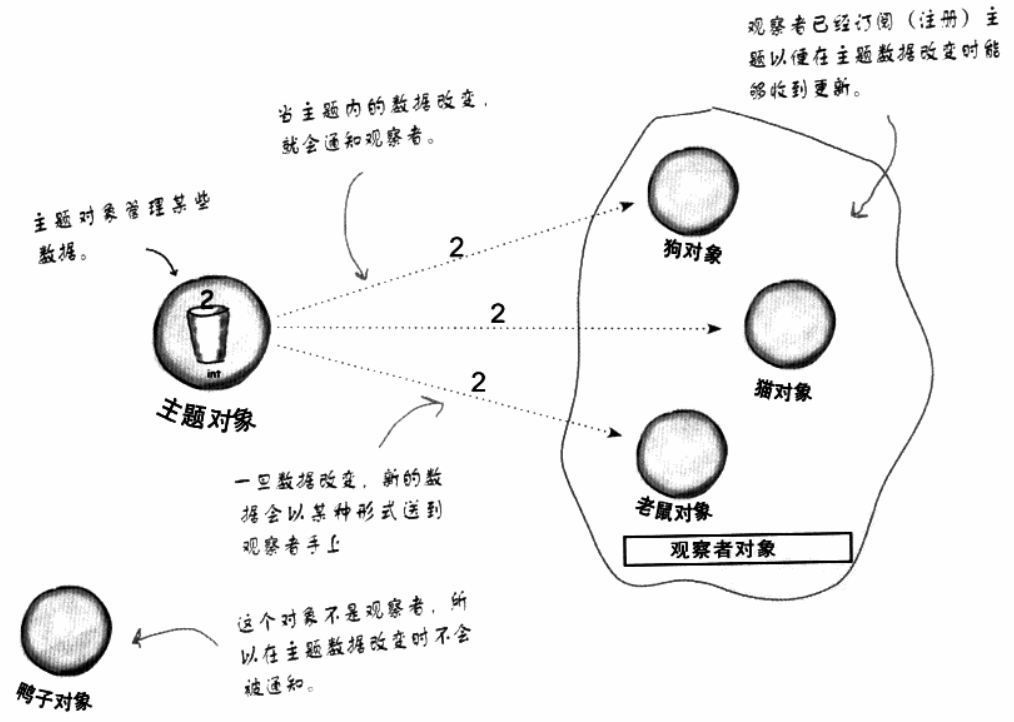 观察者已经订阅（注册）主
题以便在主题数据改变时能
够收到更新。
当主题内的数据改变，
就会通知观察者。
主题对象管理某些
数据。
2
int
主题对象
2
2
2
狗对象
猫对象
老鼠对象
观察者对象
一旦数据改变，新的数
据会以某种形式送到
观察者手上
这个对象不是观察者，所
以在主题数据改变时不会
被通知。
鸭子对象